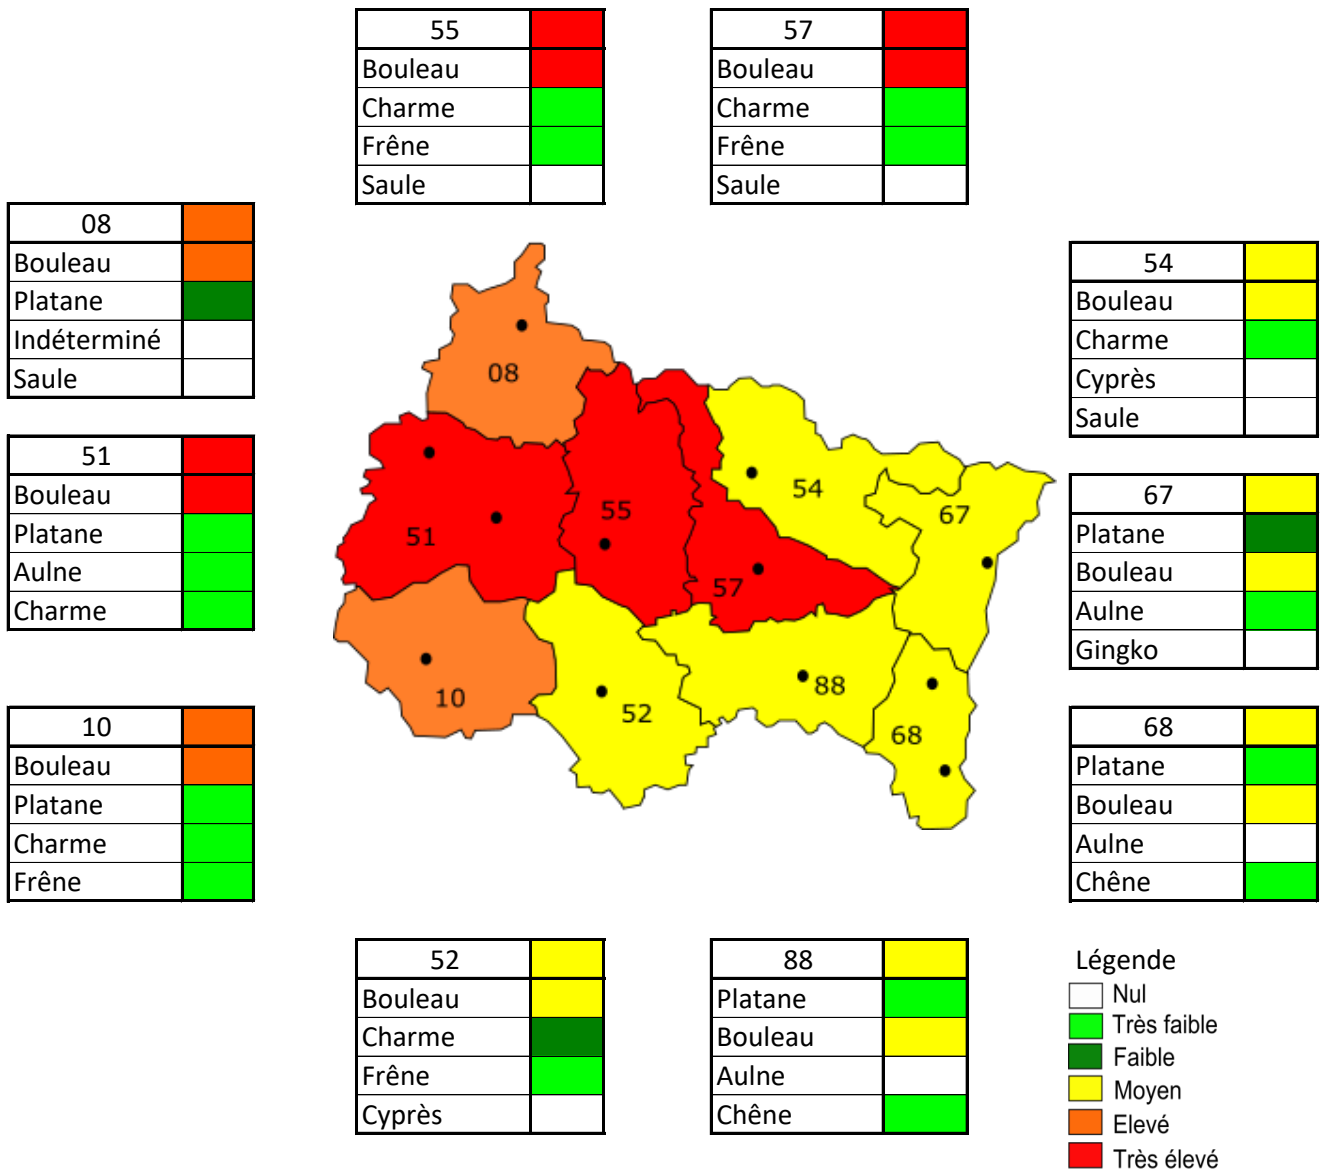 55
Bouleau
Charme
Frêne
Saule
57
Bouleau
Charme
Frêne
Saule
08
Bouleau
Platane
Indéterminé
Saule
51
Bouleau
Platane
Aulne
Charme
10
Bouleau
Platane
Charme
Frêne
08
51
55
57
54
67
10
52
88
68
54
Bouleau
Charme
Cyprès
Saule
67
Platane
Bouleau
Aulne
Gingko
68
Platane
Bouleau
Aulne
Chêne
52
Bouleau
Charme
Frêne
Cyprès
88
Platane
Bouleau
Aulne
Chêne
Légende
Nul
Très faible
Faible
Moyen
Elevé
Très élevé